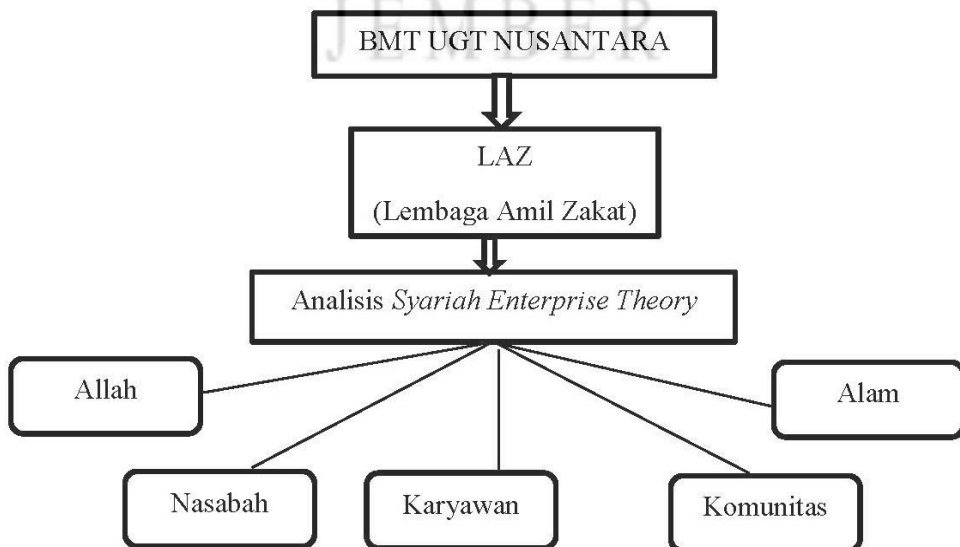 JEMBER
BMT UGT NUSANTARA
LAZ
(Lembaga Amil Zakat)
Analisis Syariah Enterprise Theory
Allah
Alam
Nasabah
Karyawan
Komunitas